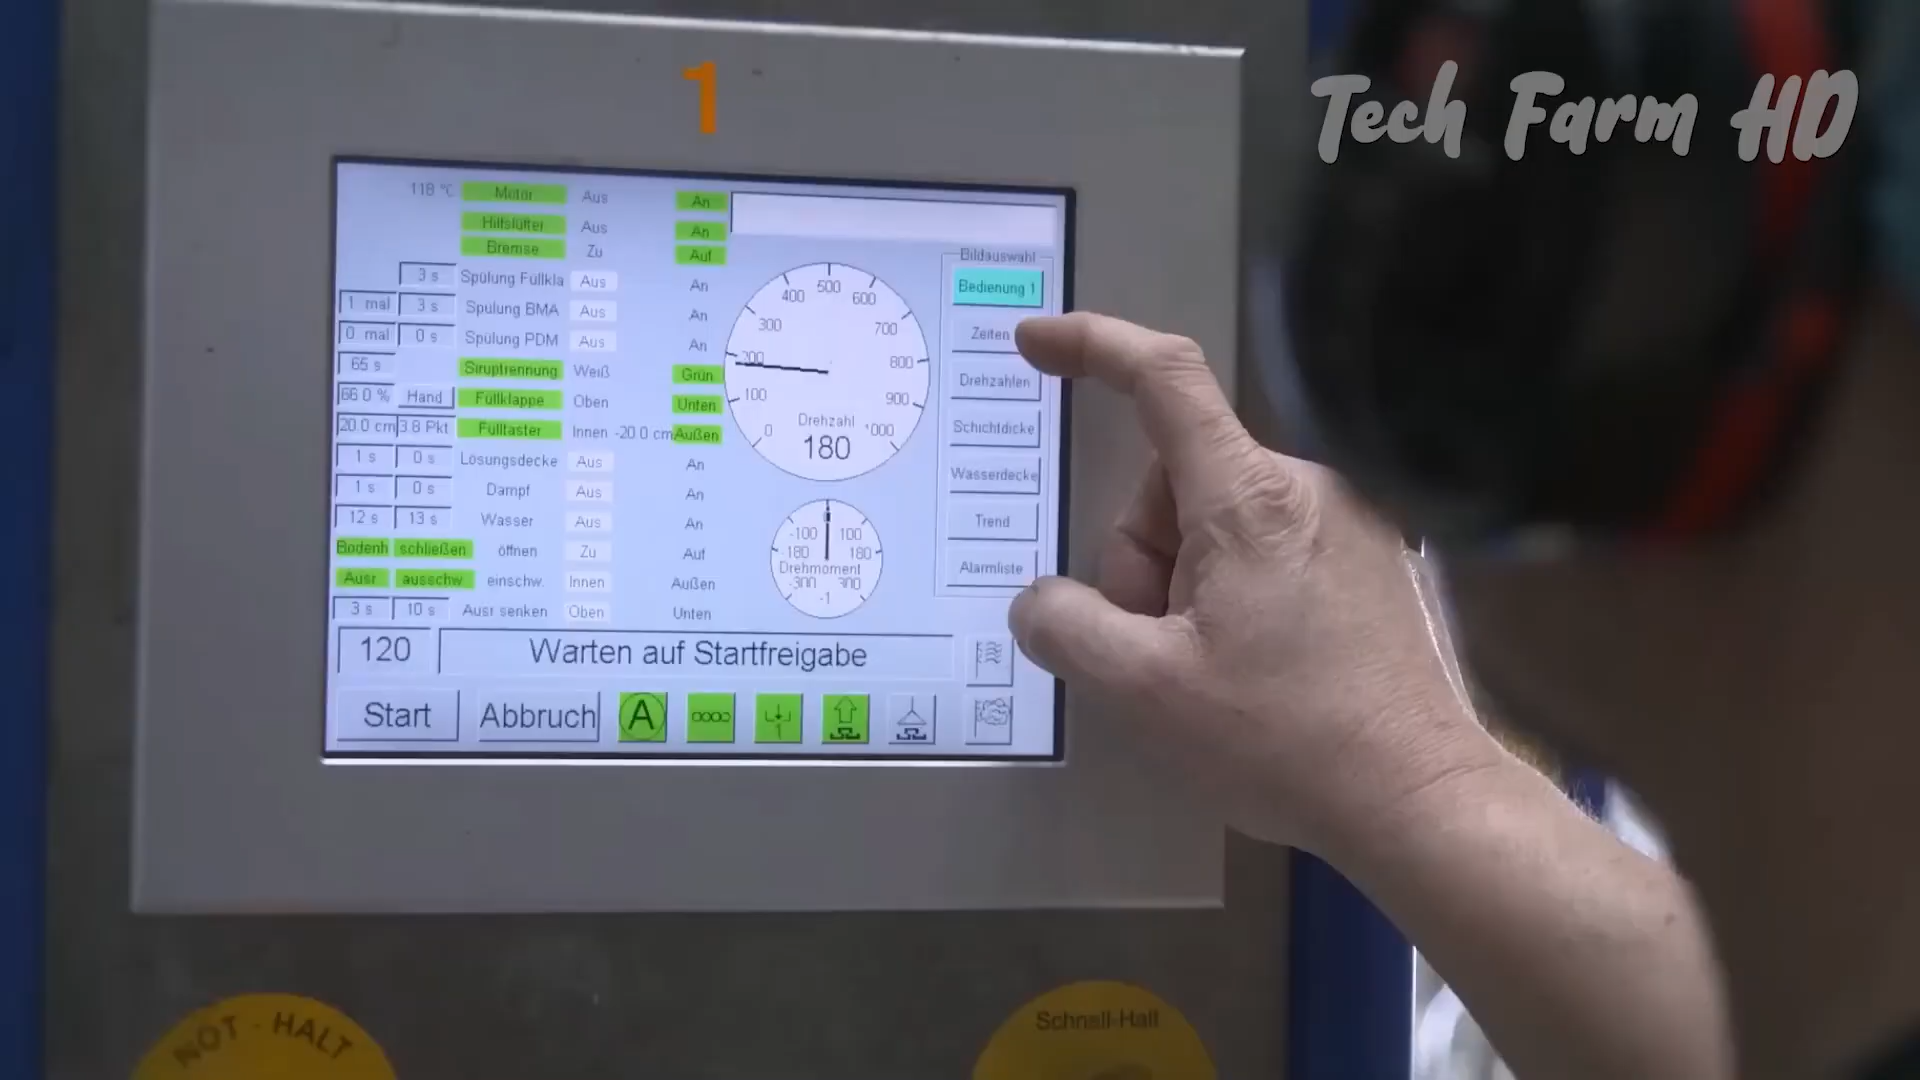 Tech Farm HD
1
118 °C Motor Aus An
Hilfslüfter Aus An
Bremse Zu Auf
3 s Spülung Füllkla Aus An
1 mal 3 s Spülung BMA Aus An
0 mal 0 s Spülung PDM Aus An
65 s Siruptrennung Weiß Grün
66.0 % Hand Füllklappe Oben Unten
20.0 cm 3.8 Pkt Fülltaster Innen -20.0 cm Außen
1 s 0 s Lösungsdecke Aus An
1 s 0 s Dampf Aus An
12 s 13 s Wasser Aus An
Bodenh schließen öffnen Zu Auf
Ausr ausschw. einschw. Innen Außen
3 s 10 s Ausr senken Oben Unten
0 100 200 300 400 500 600 700 800 900 1000
Drehzahl
180
-100 0 100
-180 180
Drehmoment
-300 300
-1
Bildauswahl
Bedienung 1
Zeiten
Drehzahlen
Schichtdicke
Wasserdecke
Trend
Alarmliste
120 Warten auf Startfreigabe
Start Abbruch A 1
NOT - HALT
Schnell-Halt